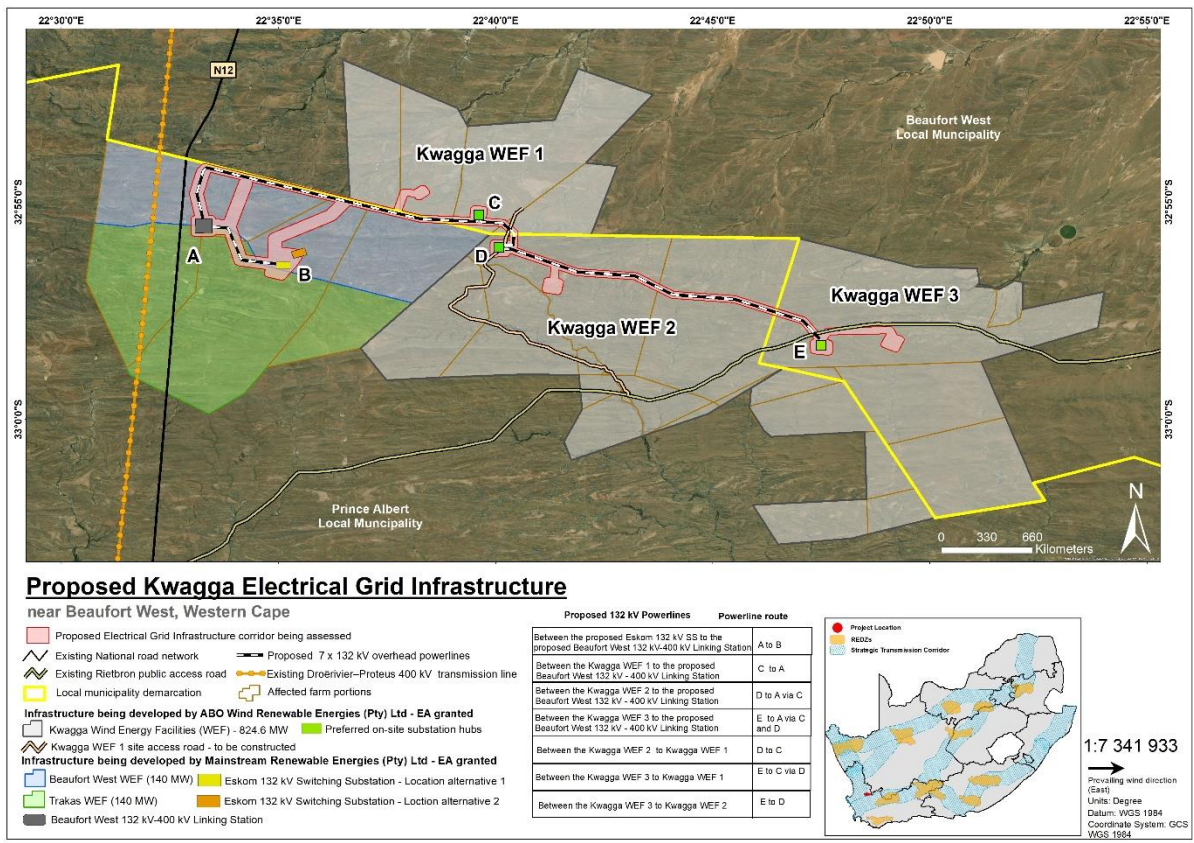 22°30'0"E 22°35'0"E 22°40'0"E 22°45'0"E 22°50'0"E 22°55'0"E
N12
Beaufort West
Local Muncipality
Kwagga WEF 1
32°55'0"S
32°55'0"S
C
A
D
B
Kwagga WEF 3
Kwagga WEF 2
E
33°0'0"S
33°0'0"S
Prince Albert
Local Muncipality
N
0 330 660
Kilometers
Proposed Kwagga Electrical Grid Infrastructure
near Beaufort West, Western Cape
Proposed Electrical Grid Infrastructure corridor being assessed
Existing National road network
Proposed 7 x 132 kV overhead powerlines
Existing Rietbron public access road
Existing Droerivier–Proteus 400 kV transmission line
Local municipality demarcation
Affected farm portions
Infrastructure being developed by ABO Wind Renewable Energies (Pty) Ltd - EA granted
Kwagga Wind Energy Facilities (WEF) - 824.6 MW
Preferred on-site substation hubs
Kwagga WEF 1 site access road - to be constructed
Infrastructure being developed by Mainstream Renewable Energies (Pty) Ltd - EA granted
Beaufort West WEF (140 MW)
Eskom 132 kV Switching Substation - Location alternative 1
Trakas WEF (140 MW)
Eskom 132 kV Switching Substation - Loction alternative 2
Beaufort West 132 kV-400 kV Linking Station
Proposed 132 kV Powerlines
Powerline route
Between the proposed Eskom 132 kV SS to the
proposed Beaufort West 132 kV-400 kV Linking Station
A to B
Between the Kwagga WEF 1 to the proposed
Beaufort West 132 kV - 400 kV Linking Station
C to A
Between the Kwagga WEF 2 to the proposed
Beaufort West 132 kV - 400 kV Linking Station
D to A via C
Between the Kwagga WEF 3 to the proposed
Beaufort West 132 kV - 400 kV Linking Station
E to A via C
and D
Between the Kwagga WEF 2 to Kwagga WEF 1
D to C
Between the Kwagga WEF 3 to Kwagga WEF 1
E to C via D
Between the Kwagga WEF 3 to Kwagga WEF 2
E to D
Project Location
REDZs
Strategic Transmission Corridor
1:7 341 933
Prevailing wind direction
(East)
Units: Degree
Datum: WGS 1984
Coordinate System: GCS
WGS 1984